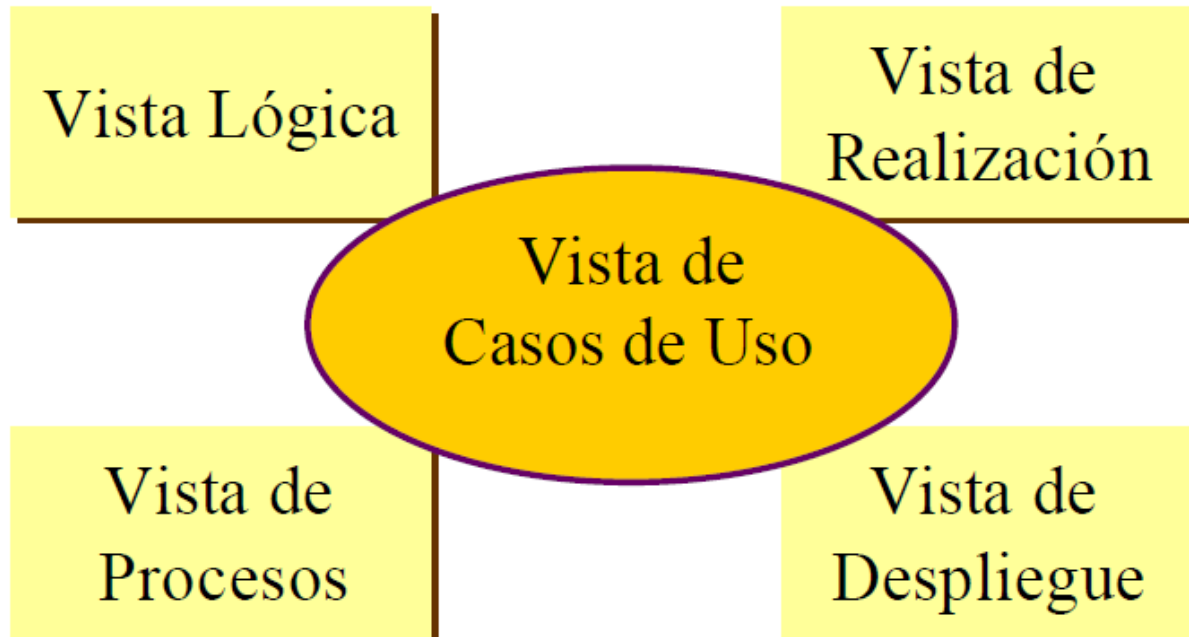 Vista Lógica
Vista de
Realización
Vista de
Casos de Uso
Vista de
Procesos
Vista de
Despliegue